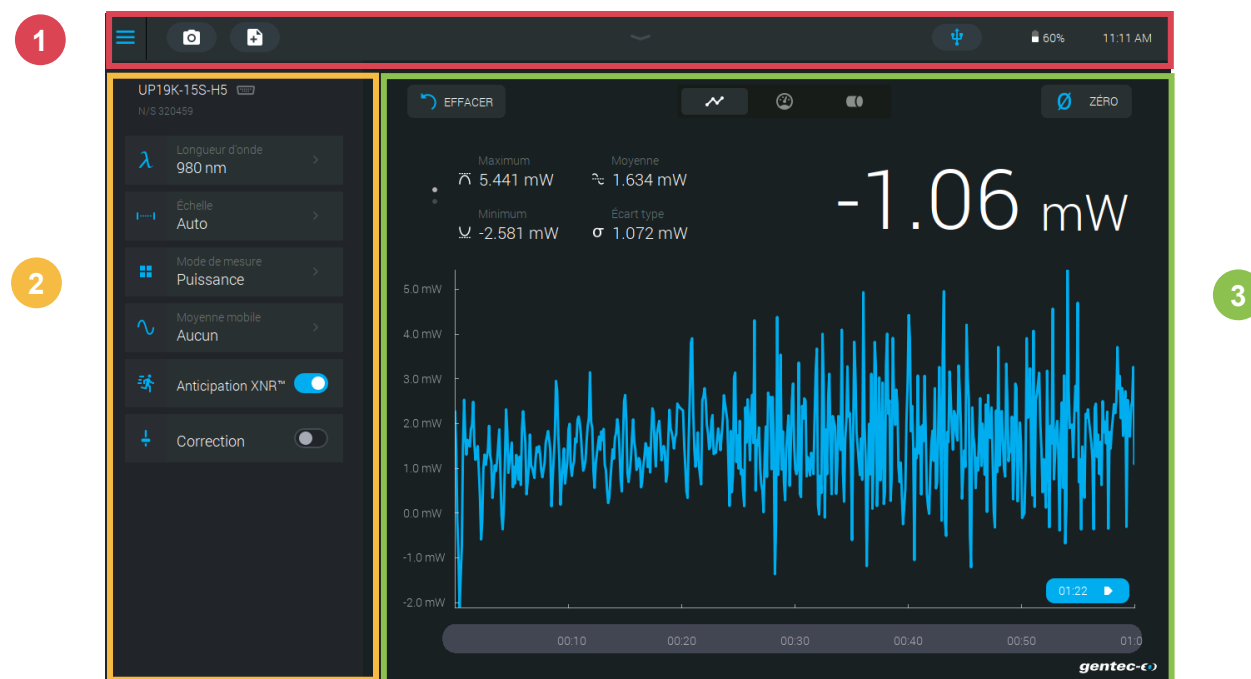 1
60%
11:11 AM
2
UP19K-15S-H5
N/S 320459
λ
Longueur d'onde
980 nm
Échelle
Auto
Mode de mesure
Puissance
Moyenne mobile
Aucun
Anticipation XNR™
Correction
3
EFFACER
Ø ZÉRO
Maximum
5.441 mW
Moyenne
1.634 mW
Minimum
-2.581 mW
Écart type
σ 1.072 mW
-1.06 mW
5.0 mW
4.0 mW
3.0 mW
2.0 mW
1.0 mW
0.0 mW
-1.0 mW
-2.0 mW
01:22
00:10 00:20 00:30 00:40 00:50 01:0
gentec-eo